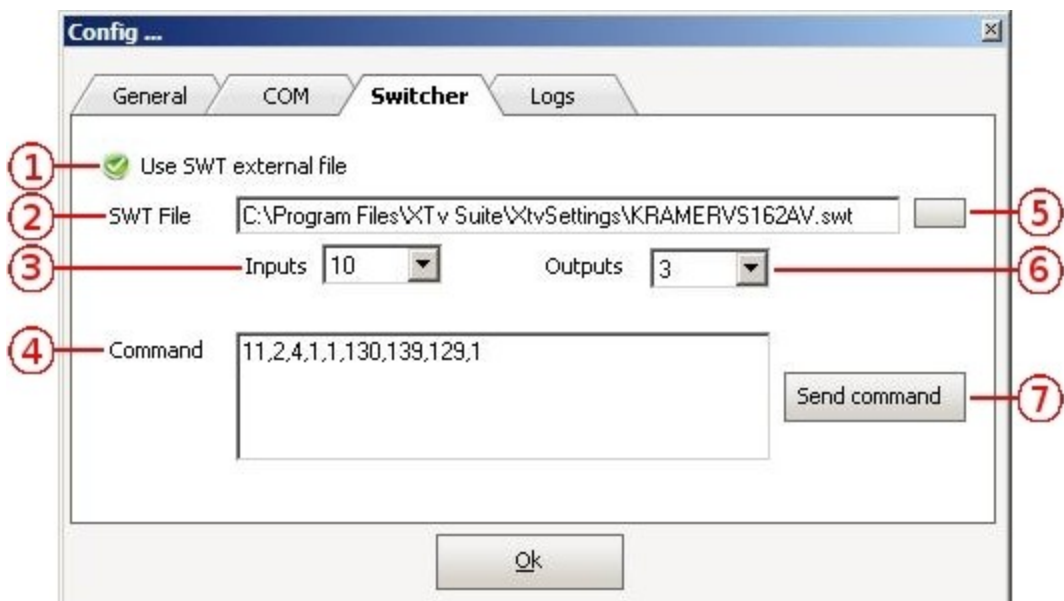 Config ...
General COM Switcher Logs
1 Use SWT external file
2 SWT File C:\Program Files\XTv Suite\XtvSettings\KRAMERVS162AV.swt 5
3 Inputs 10 Outputs 3 6
4 Command 11,2,4,1,1,130,139,129,1
Send command 7
Ok